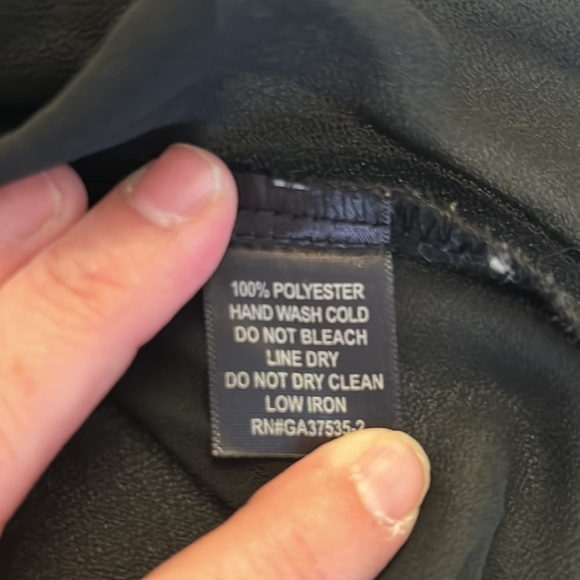 100% POLYESTER
HAND WASH COLD
DO NOT BLEACH
LINE DRY
DO NOT DRY CLEAN
LOW IRON
RN#GA37535-2